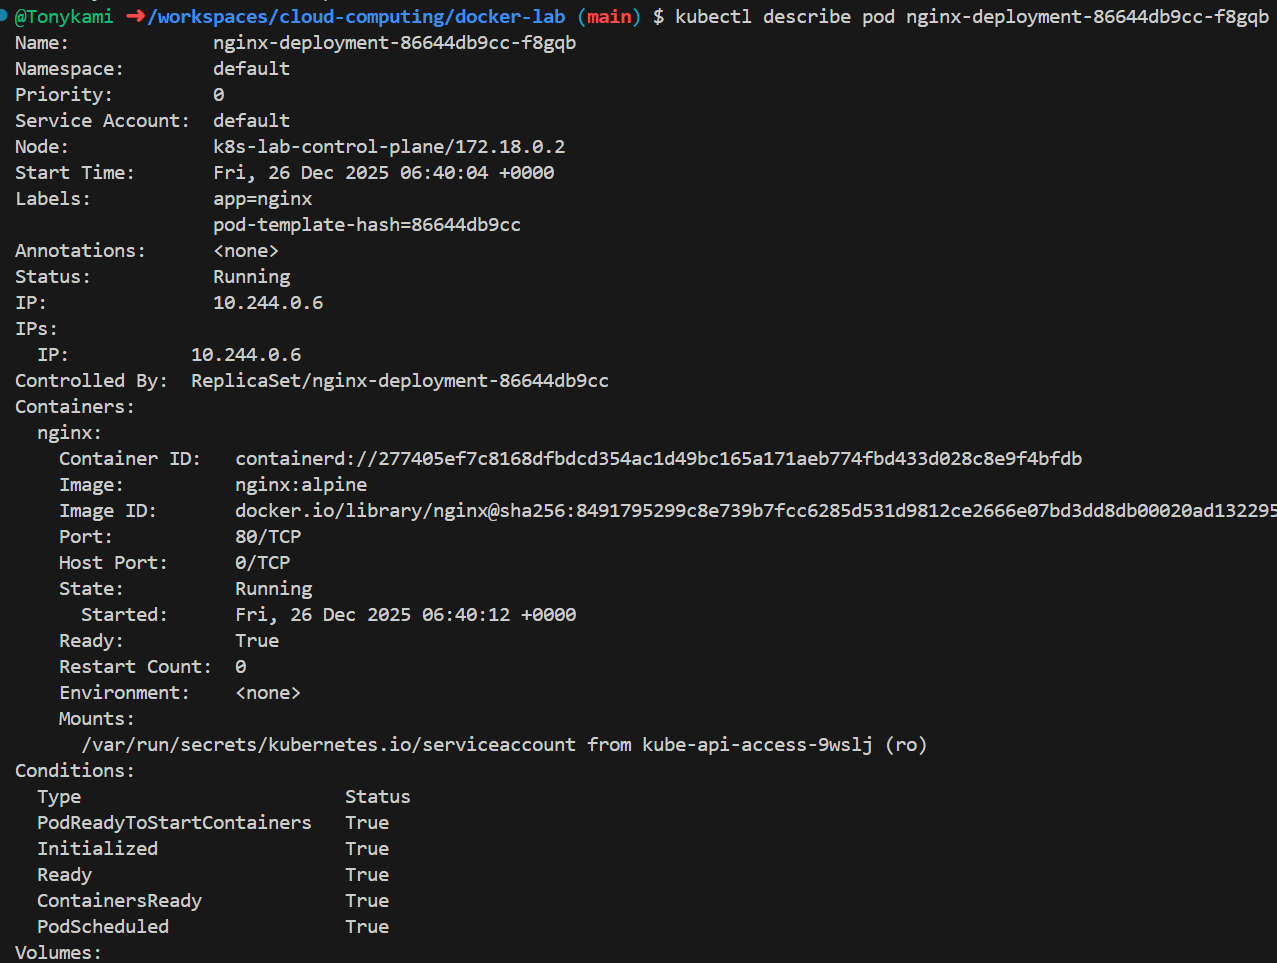 @Tonykami ➜ /workspaces/cloud-computing/docker-lab (main) $ kubectl describe pod nginx-deployment-86644db9cc-f8gqb
Name:             nginx-deployment-86644db9cc-f8gqb
Namespace:        default
Priority:         0
Service Account:  default
Node:             k8s-lab-control-plane/172.18.0.2
Start Time:       Fri, 26 Dec 2025 06:40:04 +0000
Labels:           app=nginx
                  pod-template-hash=86644db9cc
Annotations:      <none>
Status:           Running
IP:               10.244.0.6
IPs:
  IP:           10.244.0.6
Controlled By:  ReplicaSet/nginx-deployment-86644db9cc
Containers:
  nginx:
    Container ID:   containerd://277405ef7c8168dfbdcd354ac1d49bc165a171aeb774fbd433d028c8e9f4bfdb
    Image:          nginx:alpine
    Image ID:       docker.io/library/nginx@sha256:8491795299c8e739b7fcc6285d531d9812ce2666e07bd3dd8db00020ad132295
    Port:           80/TCP
    Host Port:      0/TCP
    State:          Running
      Started:      Fri, 26 Dec 2025 06:40:12 +0000
    Ready:          True
    Restart Count:  0
    Environment:    <none>
    Mounts:
      /var/run/secrets/kubernetes.io/serviceaccount from kube-api-access-9wslj (ro)
Conditions:
  Type                        Status
  PodReadyToStartContainers   True
  Initialized                 True
  Ready                       True
  ContainersReady             True
  PodScheduled                True
Volumes: